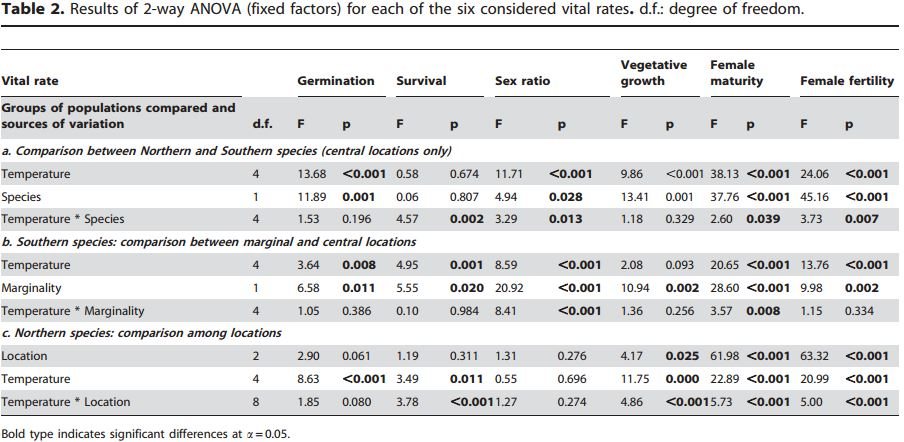 Table 2. Results of 2-way ANOVA (fixed factors) for each of the six considered vital rates. d.f.: degree of freedom.
Vital rate Germination Survival Sex ratio Vegetative growth Female maturity Female fertility
Groups of populations compared and sources of variation d.f. F p F p F p F p F p F p
a. Comparison between Northern and Southern species (central locations only)
Temperature 4 13.68 <0.001 0.58 0.674 11.71 <0.001 9.86 <0.001 38.13 <0.001 24.06 <0.001
Species 1 11.89 0.001 0.06 0.807 4.94 0.028 13.41 0.001 37.76 <0.001 45.16 <0.001
Temperature * Species 4 1.53 0.196 4.57 0.002 3.29 0.013 1.18 0.329 2.60 0.039 3.73 0.007
b. Southern species: comparison between marginal and central locations
Temperature 4 3.64 0.008 4.95 0.001 8.59 <0.001 2.08 0.093 20.65 <0.001 13.76 <0.001
Marginality 1 6.58 0.011 5.55 0.020 20.92 <0.001 10.94 0.002 28.60 <0.001 9.98 0.002
Temperature * Marginality 4 1.05 0.386 0.10 0.984 8.41 <0.001 1.36 0.256 3.57 0.008 1.15 0.334
c. Northern species: comparison among locations
Location 2 2.90 0.061 1.19 0.311 1.31 0.276 4.17 0.025 61.98 <0.001 63.32 <0.001
Temperature 4 8.63 <0.001 3.49 0.011 0.55 0.696 11.75 0.000 22.89 <0.001 20.99 <0.001
Temperature * Location 8 1.85 0.080 3.78 <0.001 1.27 0.274 4.86 <0.001 5.73 <0.001 5.00 <0.001
Bold type indicates significant differences at α = 0.05.